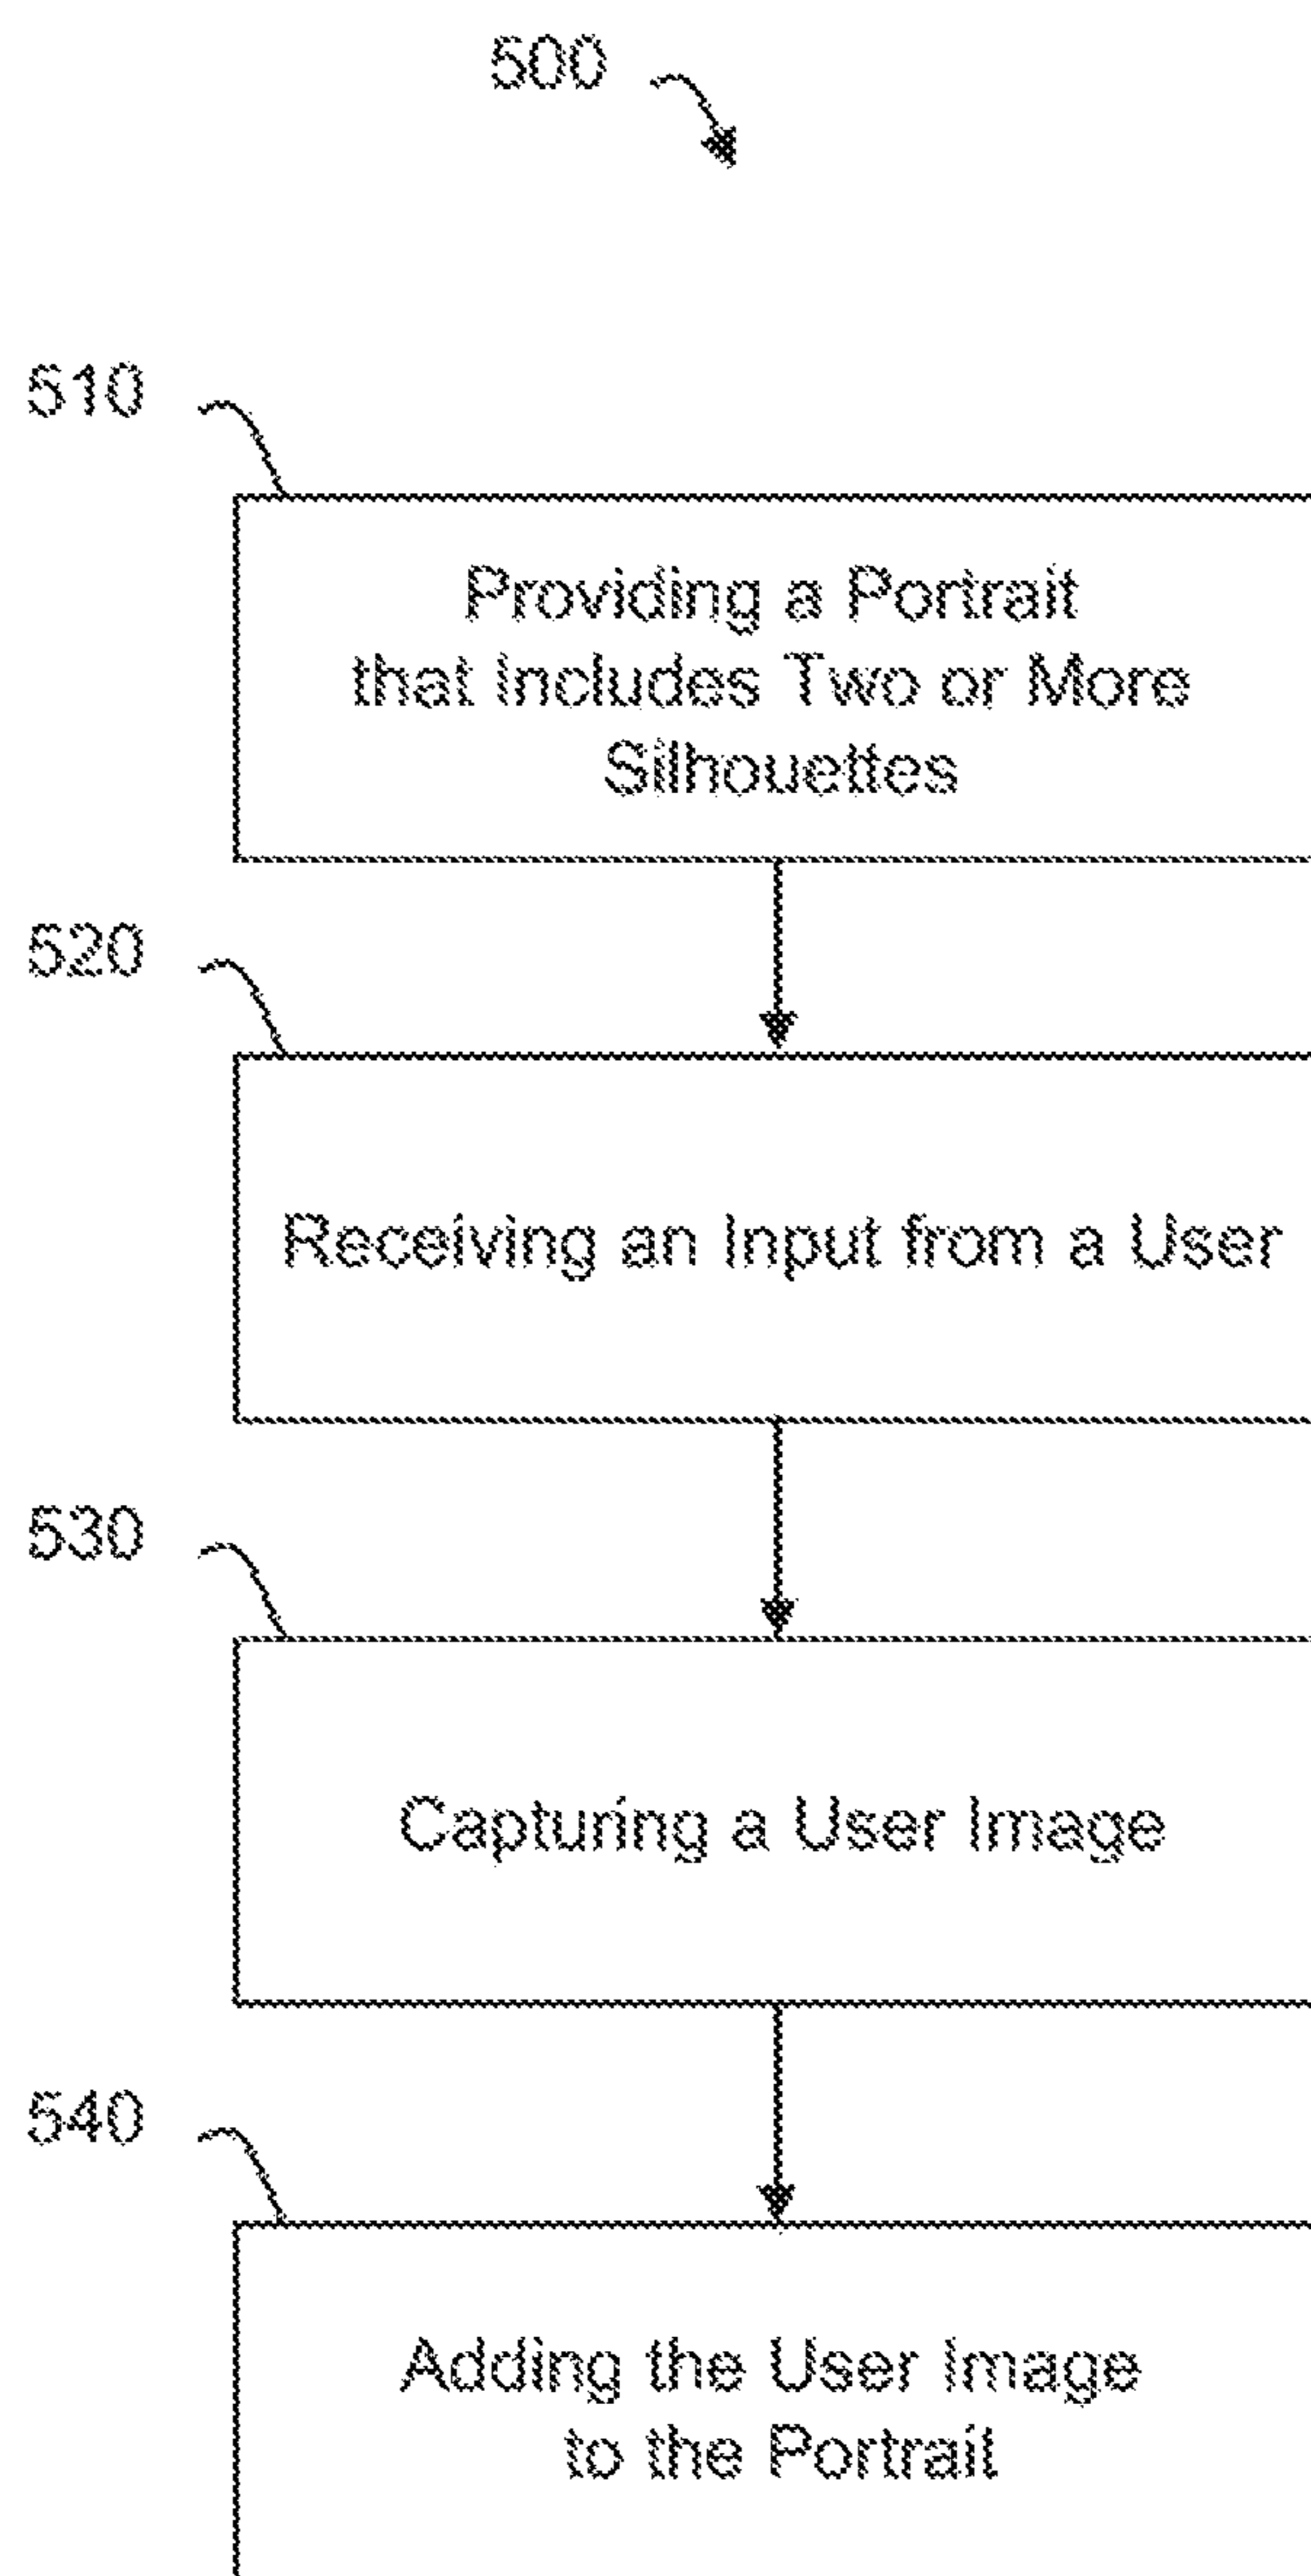 500
510
Providing a Portrait
that Includes Two or More
Silhouettes
520
Receiving an Input from a User
530
Capturing a User Image
540
Adding the User Image
to the Portrait